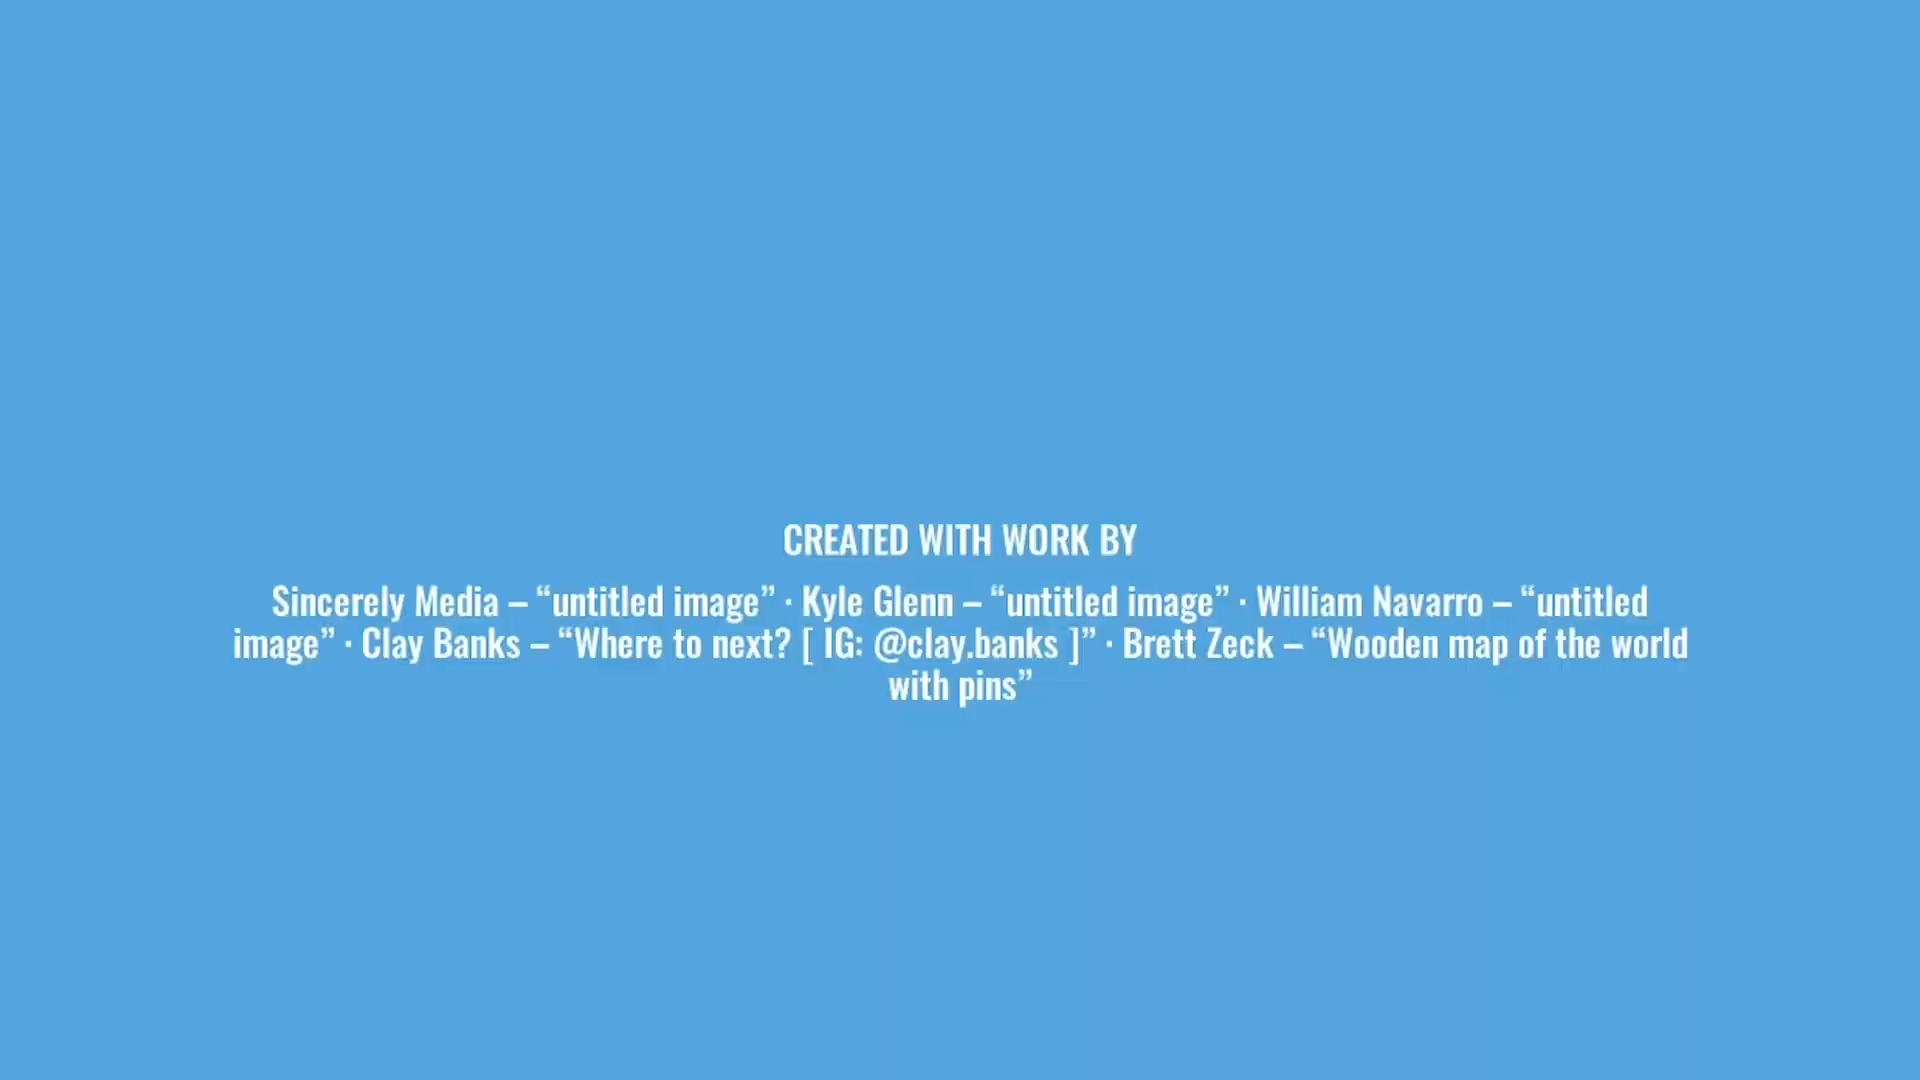 CREATED WITH WORK BY
Sincerely Media – “untitled image” · Kyle Glenn – “untitled image” · William Navarro – “untitled
image” · Clay Banks – “Where to next? [ IG: @clay.banks ]” · Brett Zeck – “Wooden map of the world
with pins”